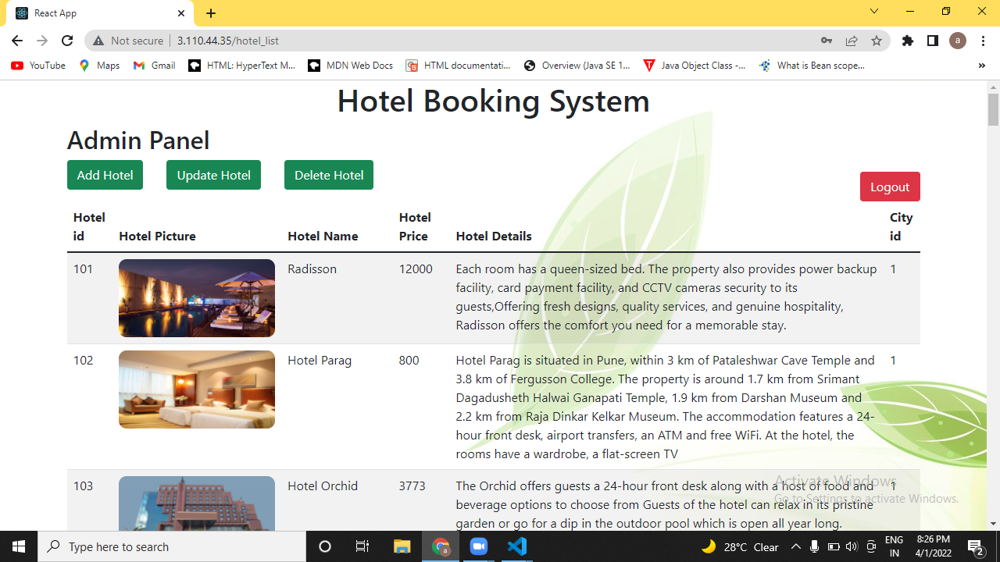 React App
Not secure
3.110.44.35/hotel_list
a
YouTube
Maps
Gmail
HTML: HyperText M...
MDN Web Docs
HTML documentati...
Overview (Java SE 1...
Java Object Class -...
What is Bean scope...
»
Hotel Booking System
Admin Panel
Add Hotel
Update Hotel
Delete Hotel
Logout
Hotel id
Hotel Picture
Hotel Name
Hotel Price
Hotel Details
City id
101
Radisson
12000
Each room has a queen-sized bed. The property also provides power backup
facility, card payment facility, and CCTV cameras security to its
guests,Offering fresh designs, quality services, and genuine hospitality,
Radisson offers the comfort you need for a memorable stay.
1
102
Hotel Parag
800
Hotel Parag is situated in Pune, within 3 km of Pataleshwar Cave Temple and
3.8 km of Fergusson College. The property is around 1.7 km from Srimant
Dagadusheth Halwai Ganapati Temple, 1.9 km from Darshan Museum and
2.2 km from Raja Dinkar Kelkar Museum. The accommodation features a 24-
hour front desk, airport transfers, an ATM and free WiFi. At the hotel, the
rooms have a wardrobe, a flat-screen TV
1
103
Hotel Orchid
3773
The Orchid offers guests a 24-hour front desk along with a host of food and
beverage options to choose from Guests of the hotel can relax in its pristine
garden or go for a dip in the outdoor pool which is open all year long.
1
Activate Windows
Go to Settings to activate Windows.
Type here to search
a
28°C Clear
ENG
IN
8:26 PM
4/1/2022
2